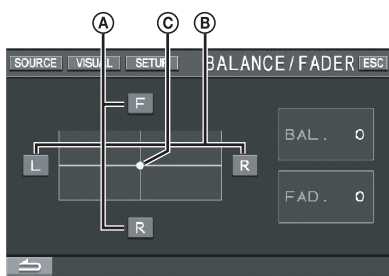 A C B
SOURCE VISUAL SETUP BALANCE/FADER ESC
F
BAL. 0
L R
FAD. 0
R